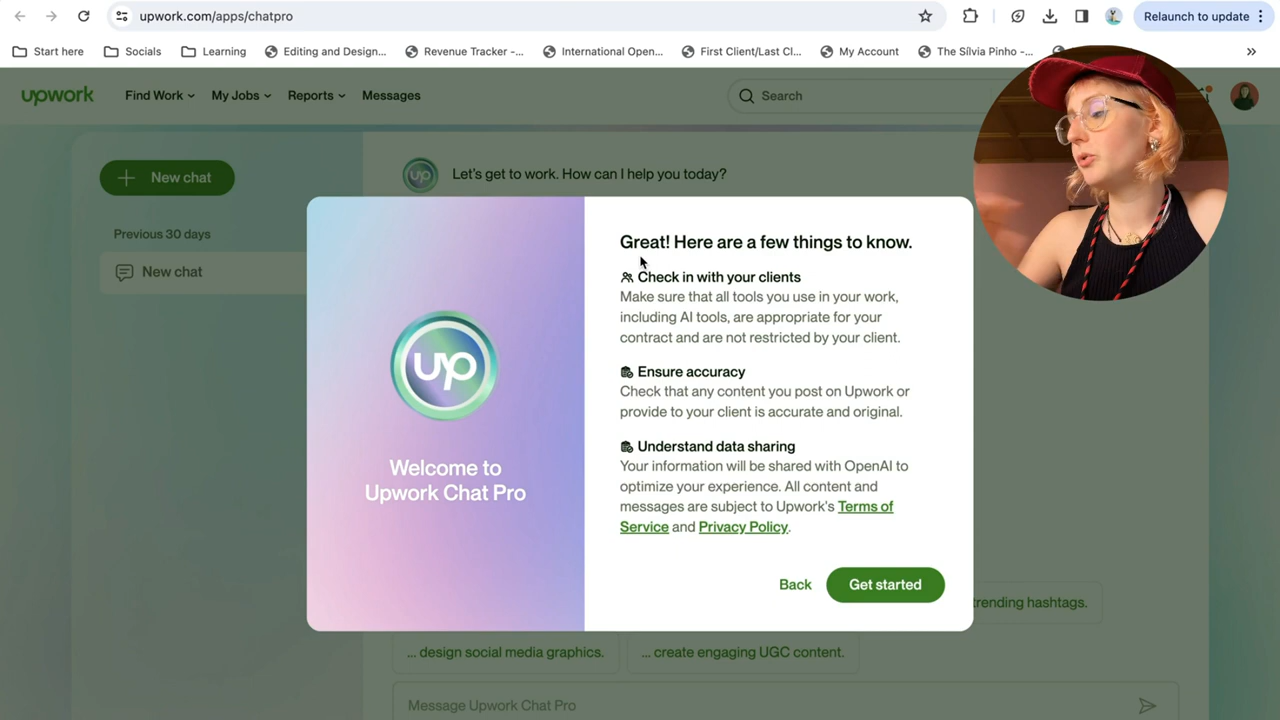 upwork.com/apps/chatpro
Relaunch to update
Start here
Socials
Learning
Editing and Design...
Revenue Tracker -...
International Open...
First Client/Last Cl...
My Account
The Sílvia Pinho -...
upwork
Find Work
My Jobs
Reports
Messages
Search
New chat
Previous 30 days
New chat
up
Let's get to work. How can I help you today?
up
Welcome to
Upwork Chat Pro
Great! Here are a few things to know.
Check in with your clients
Make sure that all tools you use in your work,
including AI tools, are appropriate for your
contract and are not restricted by your client.
Ensure accuracy
Check that any content you post on Upwork or
provide to your client is accurate and original.
Understand data sharing
Your information will be shared with OpenAI to
optimize your experience. All content and
messages are subject to Upwork's Terms of
Service and Privacy Policy.
Back
Get started
trending hashtags.
... design social media graphics.
... create engaging UGC content.
Message Upwork Chat Pro